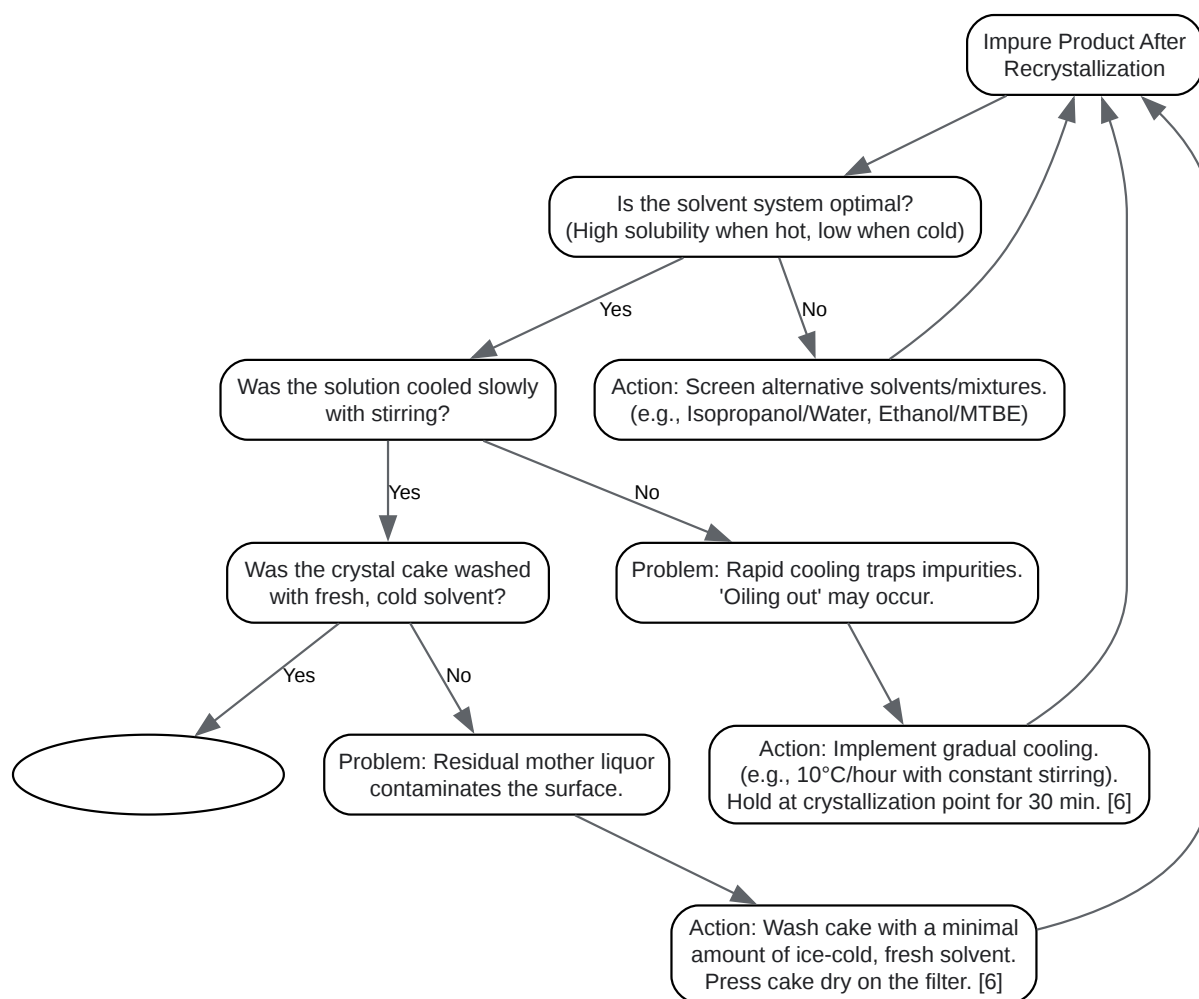 Impure Product After
Recrystallization
Is the solvent system optimal?
(High solubility when hot, low when cold)
Yes
No
Was the solution cooled slowly
with stirring?
Action: Screen alternative solvents/mixtures.
(e.g., Isopropanol/Water, Ethanol/MTBE)
Yes
No
Was the crystal cake washed
with fresh, cold solvent?
Problem: Rapid cooling traps impurities.
'Oiling out' may occur.
Yes
No
Problem: Residual mother liquor
contaminates the surface.
Action: Implement gradual cooling.
(e.g., 10°C/hour with constant stirring).
Hold at crystallization point for 30 min. [6]
Action: Wash cake with a minimal
amount of ice-cold, fresh solvent.
Press cake dry on the filter. [6]